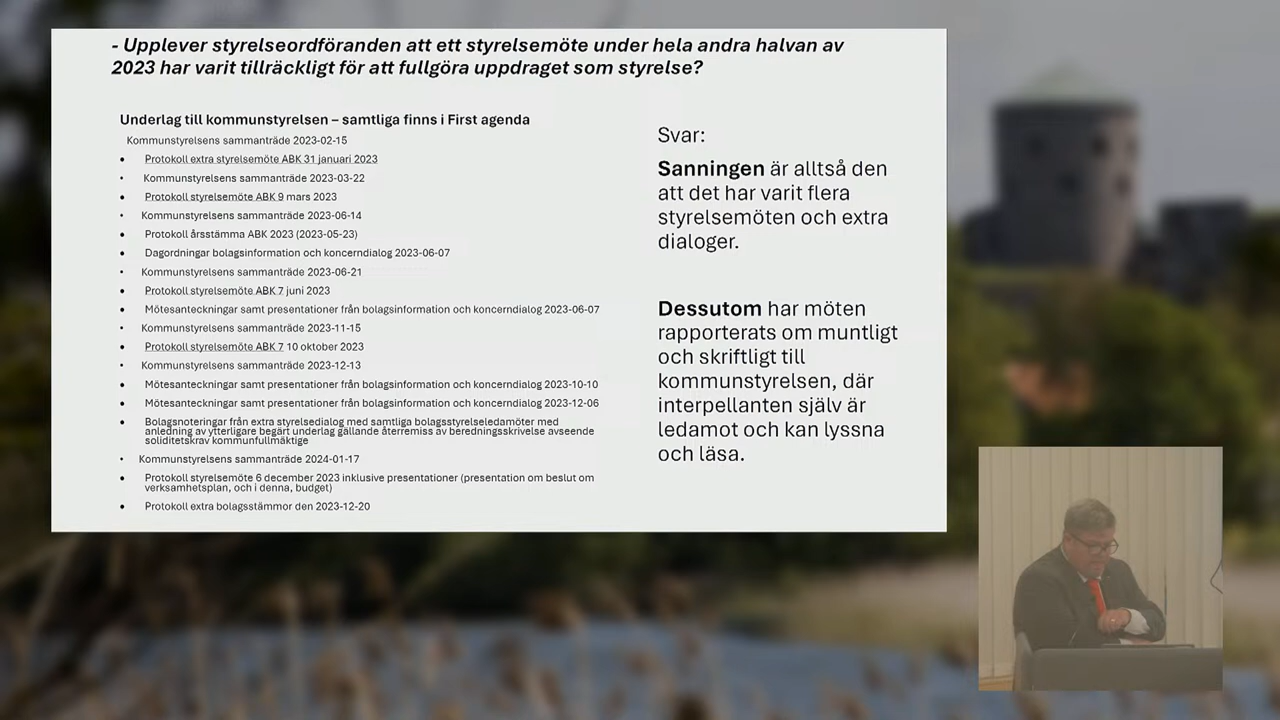 - Upplever styrelseordföranden att ett styrelsemöte under hela andra halvan av
2023 har varit tillräckligt för att fullgöra uppdraget som styrelse?
Underlag till kommunstyrelsen – samtliga finns i First agenda
Kommunstyrelsens sammanträde 2023-02-15
• Protokoll extra styrelsemöte ABK 31 januari 2023
• Kommunstyrelsens sammanträde 2023-03-22
• Protokoll styrelsemöte ABK 9 mars 2023
• Kommunstyrelsens sammanträde 2023-06-14
• Protokoll årsstämma ABK 2023 (2023-05-23)
• Dagordningar bolagsinformation och koncerndialog 2023-06-07
• Kommunstyrelsens sammanträde 2023-06-21
• Protokoll styrelsemöte ABK 7 juni 2023
• Mötesanteckningar samt presentationer från bolagsinformation och koncerndialog 2023-06-07
• Kommunstyrelsens sammanträde 2023-11-15
• Protokoll styrelsemöte ABK 7 10 oktober 2023
• Kommunstyrelsens sammanträde 2023-12-13
• Mötesanteckningar samt presentationer från bolagsinformation och koncerndialog 2023-10-10
• Mötesanteckningar samt presentationer från bolagsinformation och koncerndialog 2023-12-06
• Bolagsnoteringar från extra styrelsedialog med samtliga bolagsstyrelseledamöter med
anledning av ytterligare begärt underlag gällande återremiss av beredningsskrivelse avseende
soliditetskrav kommunfullmäktige
• Kommunstyrelsens sammanträde 2024-01-17
• Protokoll styrelsemöte 6 december 2023 inklusive presentationer (presentation om beslut om
verksamhetsplan, och i denna, budget)
• Protokoll extra bolagsstämmor den 2023-12-20
Svar:
Sanningen är alltså den
att det har varit flera
styrelsemöten och extra
dialoger.
Dessutom har möten
rapporterats om muntligt
och skriftligt till
kommunstyrelsen, där
interpellanten själv är
ledamot och kan lyssna
och läsa.